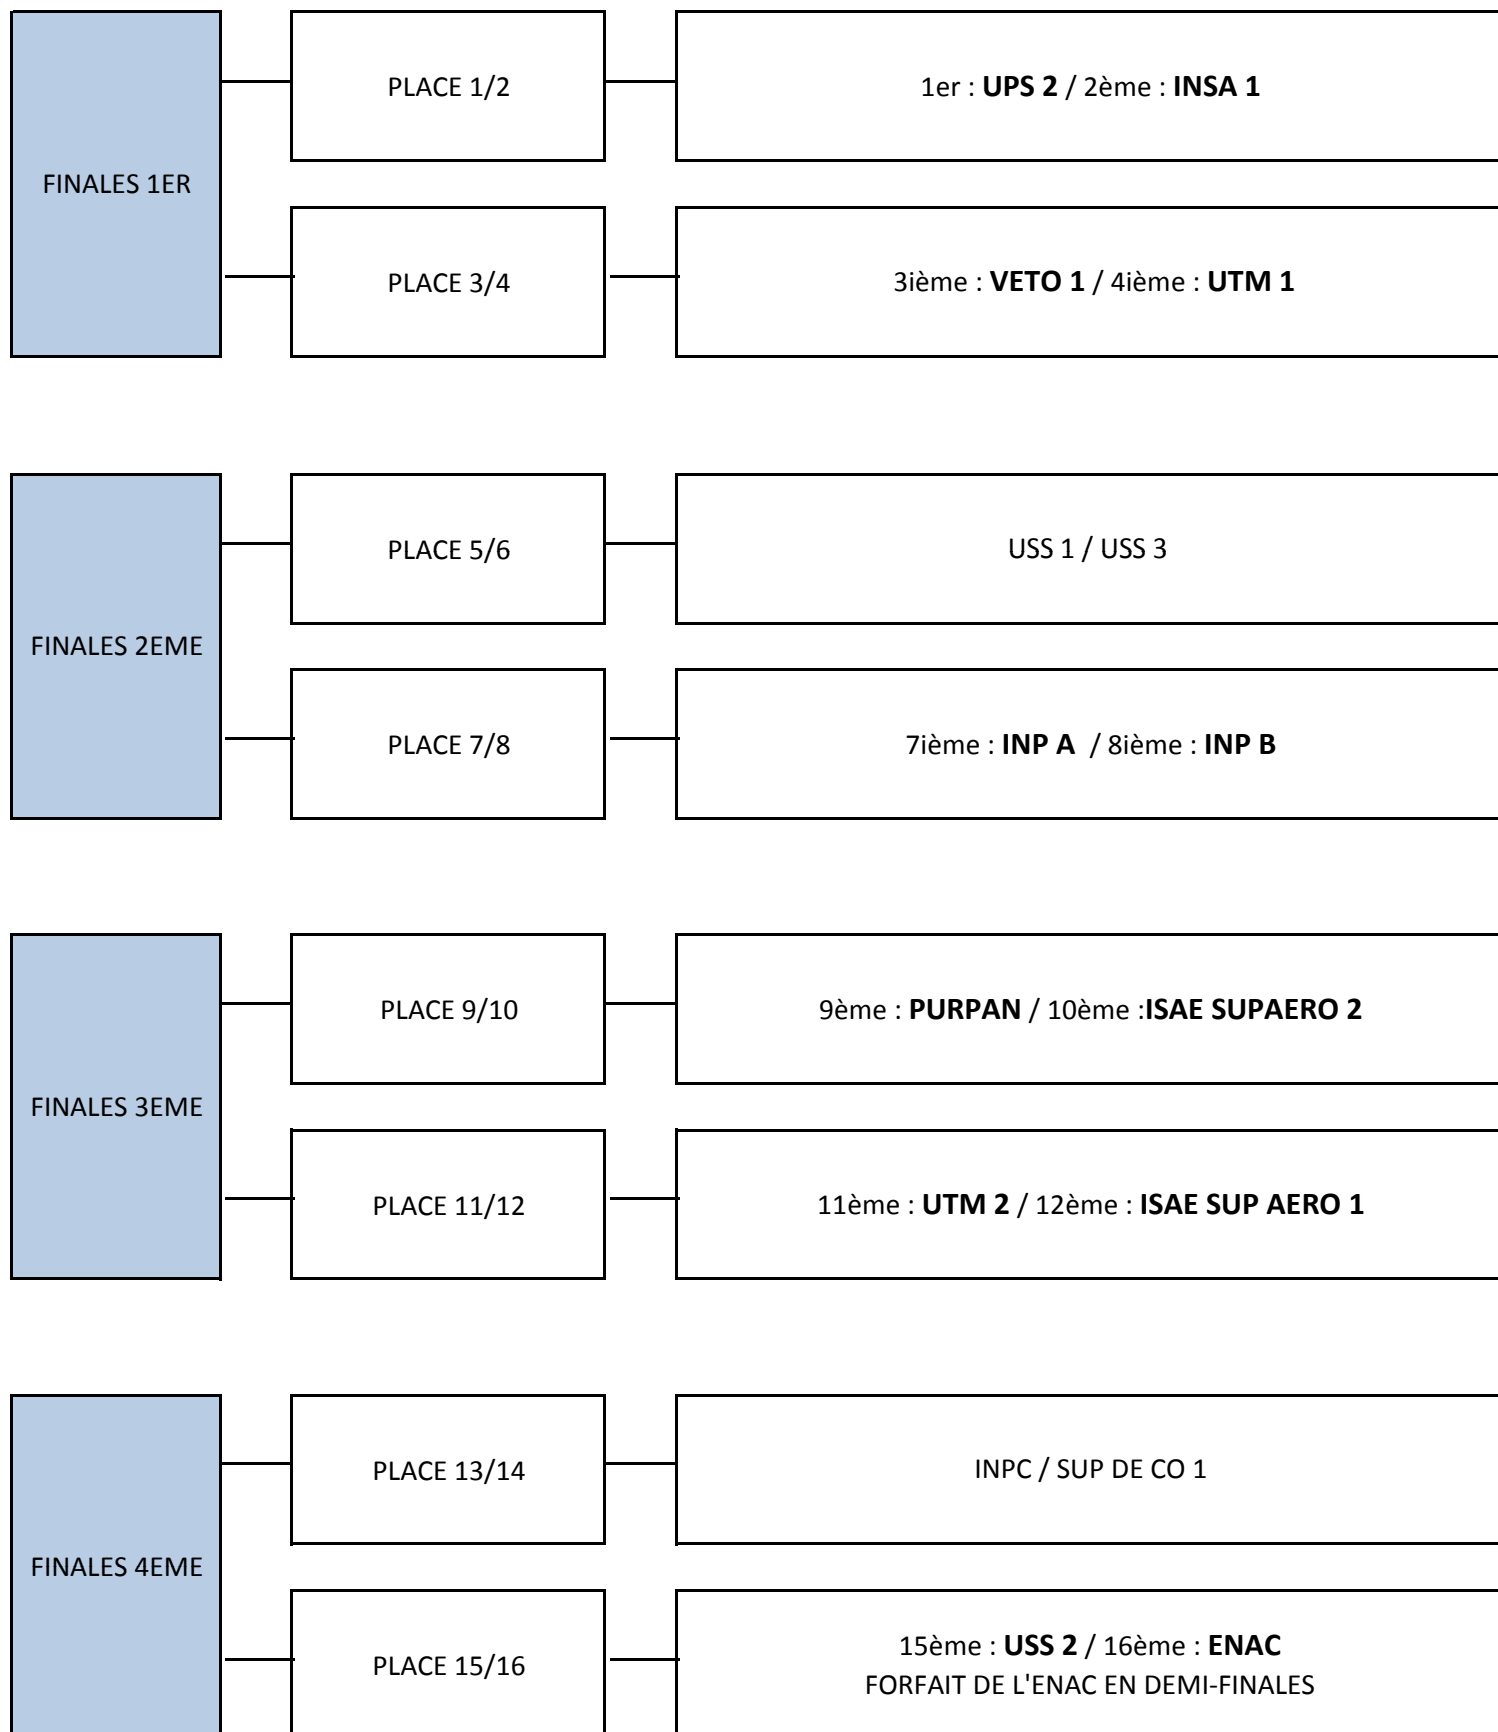 FINALES 1ER
PLACE 1/2
1er : UPS 2 / 2ème : INSA 1
PLACE 3/4
3ième : VETO 1 / 4ième : UTM 1
FINALES 2EME
PLACE 5/6
USS 1 / USS 3
PLACE 7/8
7ième : INP A / 8ième : INP B
FINALES 3EME
PLACE 9/10
9ème : PURPAN / 10ème :ISAE SUPAERO 2
PLACE 11/12
11ème : UTM 2 / 12ème : ISAE SUP AERO 1
FINALES 4EME
PLACE 13/14
INPC / SUP DE CO 1
PLACE 15/16
15ème : USS 2 / 16ème : ENAC
FORFAIT DE L'ENAC EN DEMI-FINALES